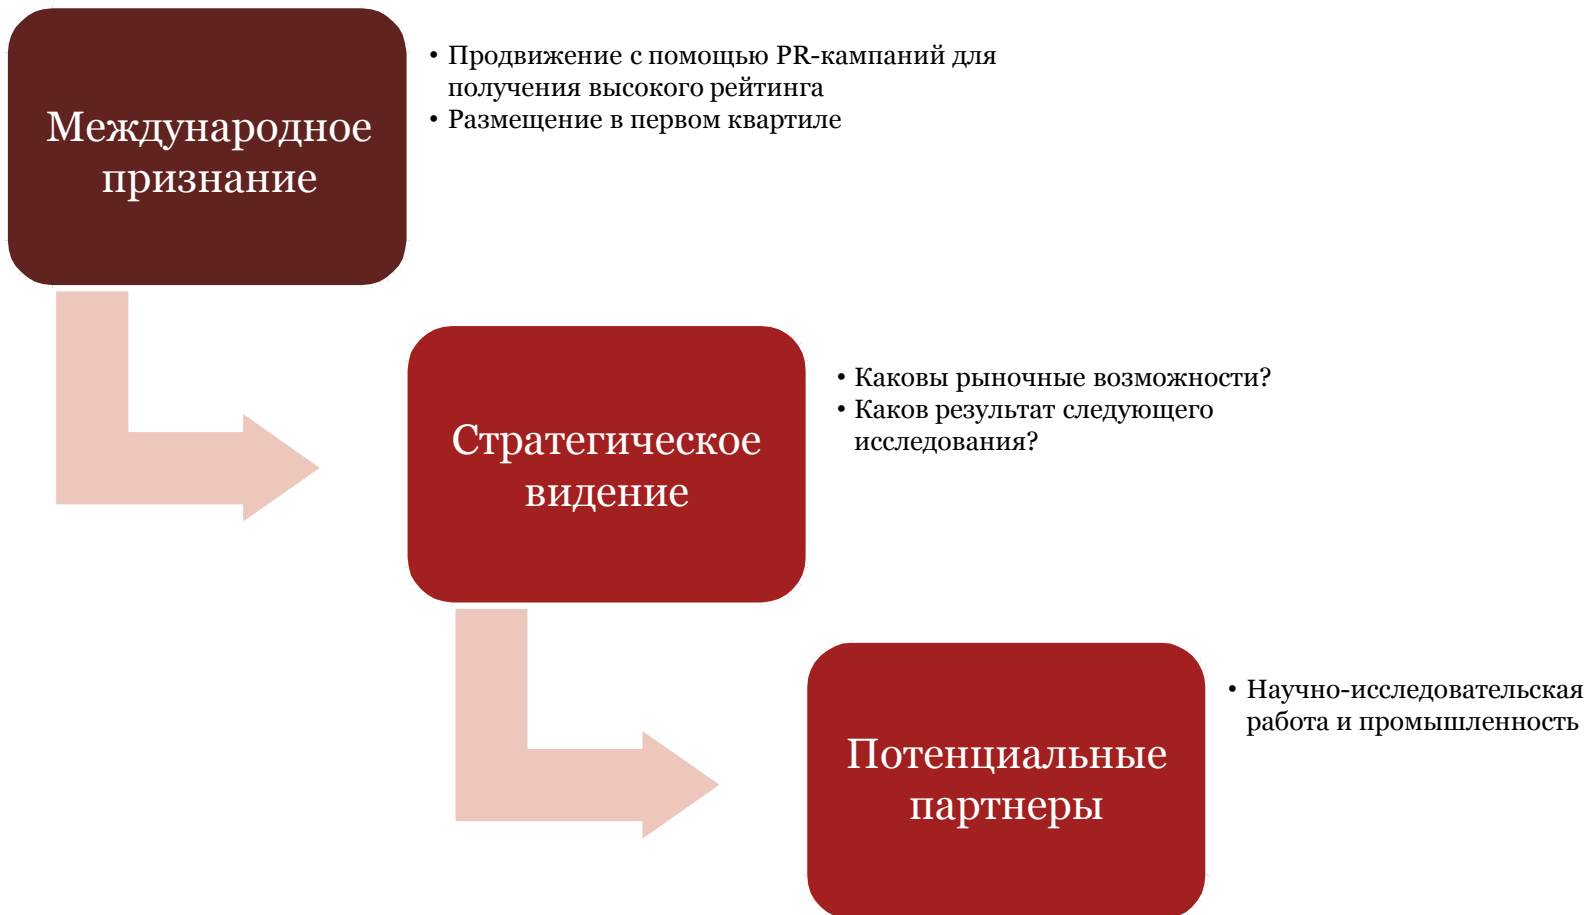 Международное
признание
• Продвижение с помощью PR-кампаний для
получения высокого рейтинга
• Размещение в первом квартиле
Стратегическое
видение
• Каковы рыночные возможности?
• Каков результат следующего
исследования?
Потенциальные
партнеры
• Научно-исследовательская
работа и промышленность